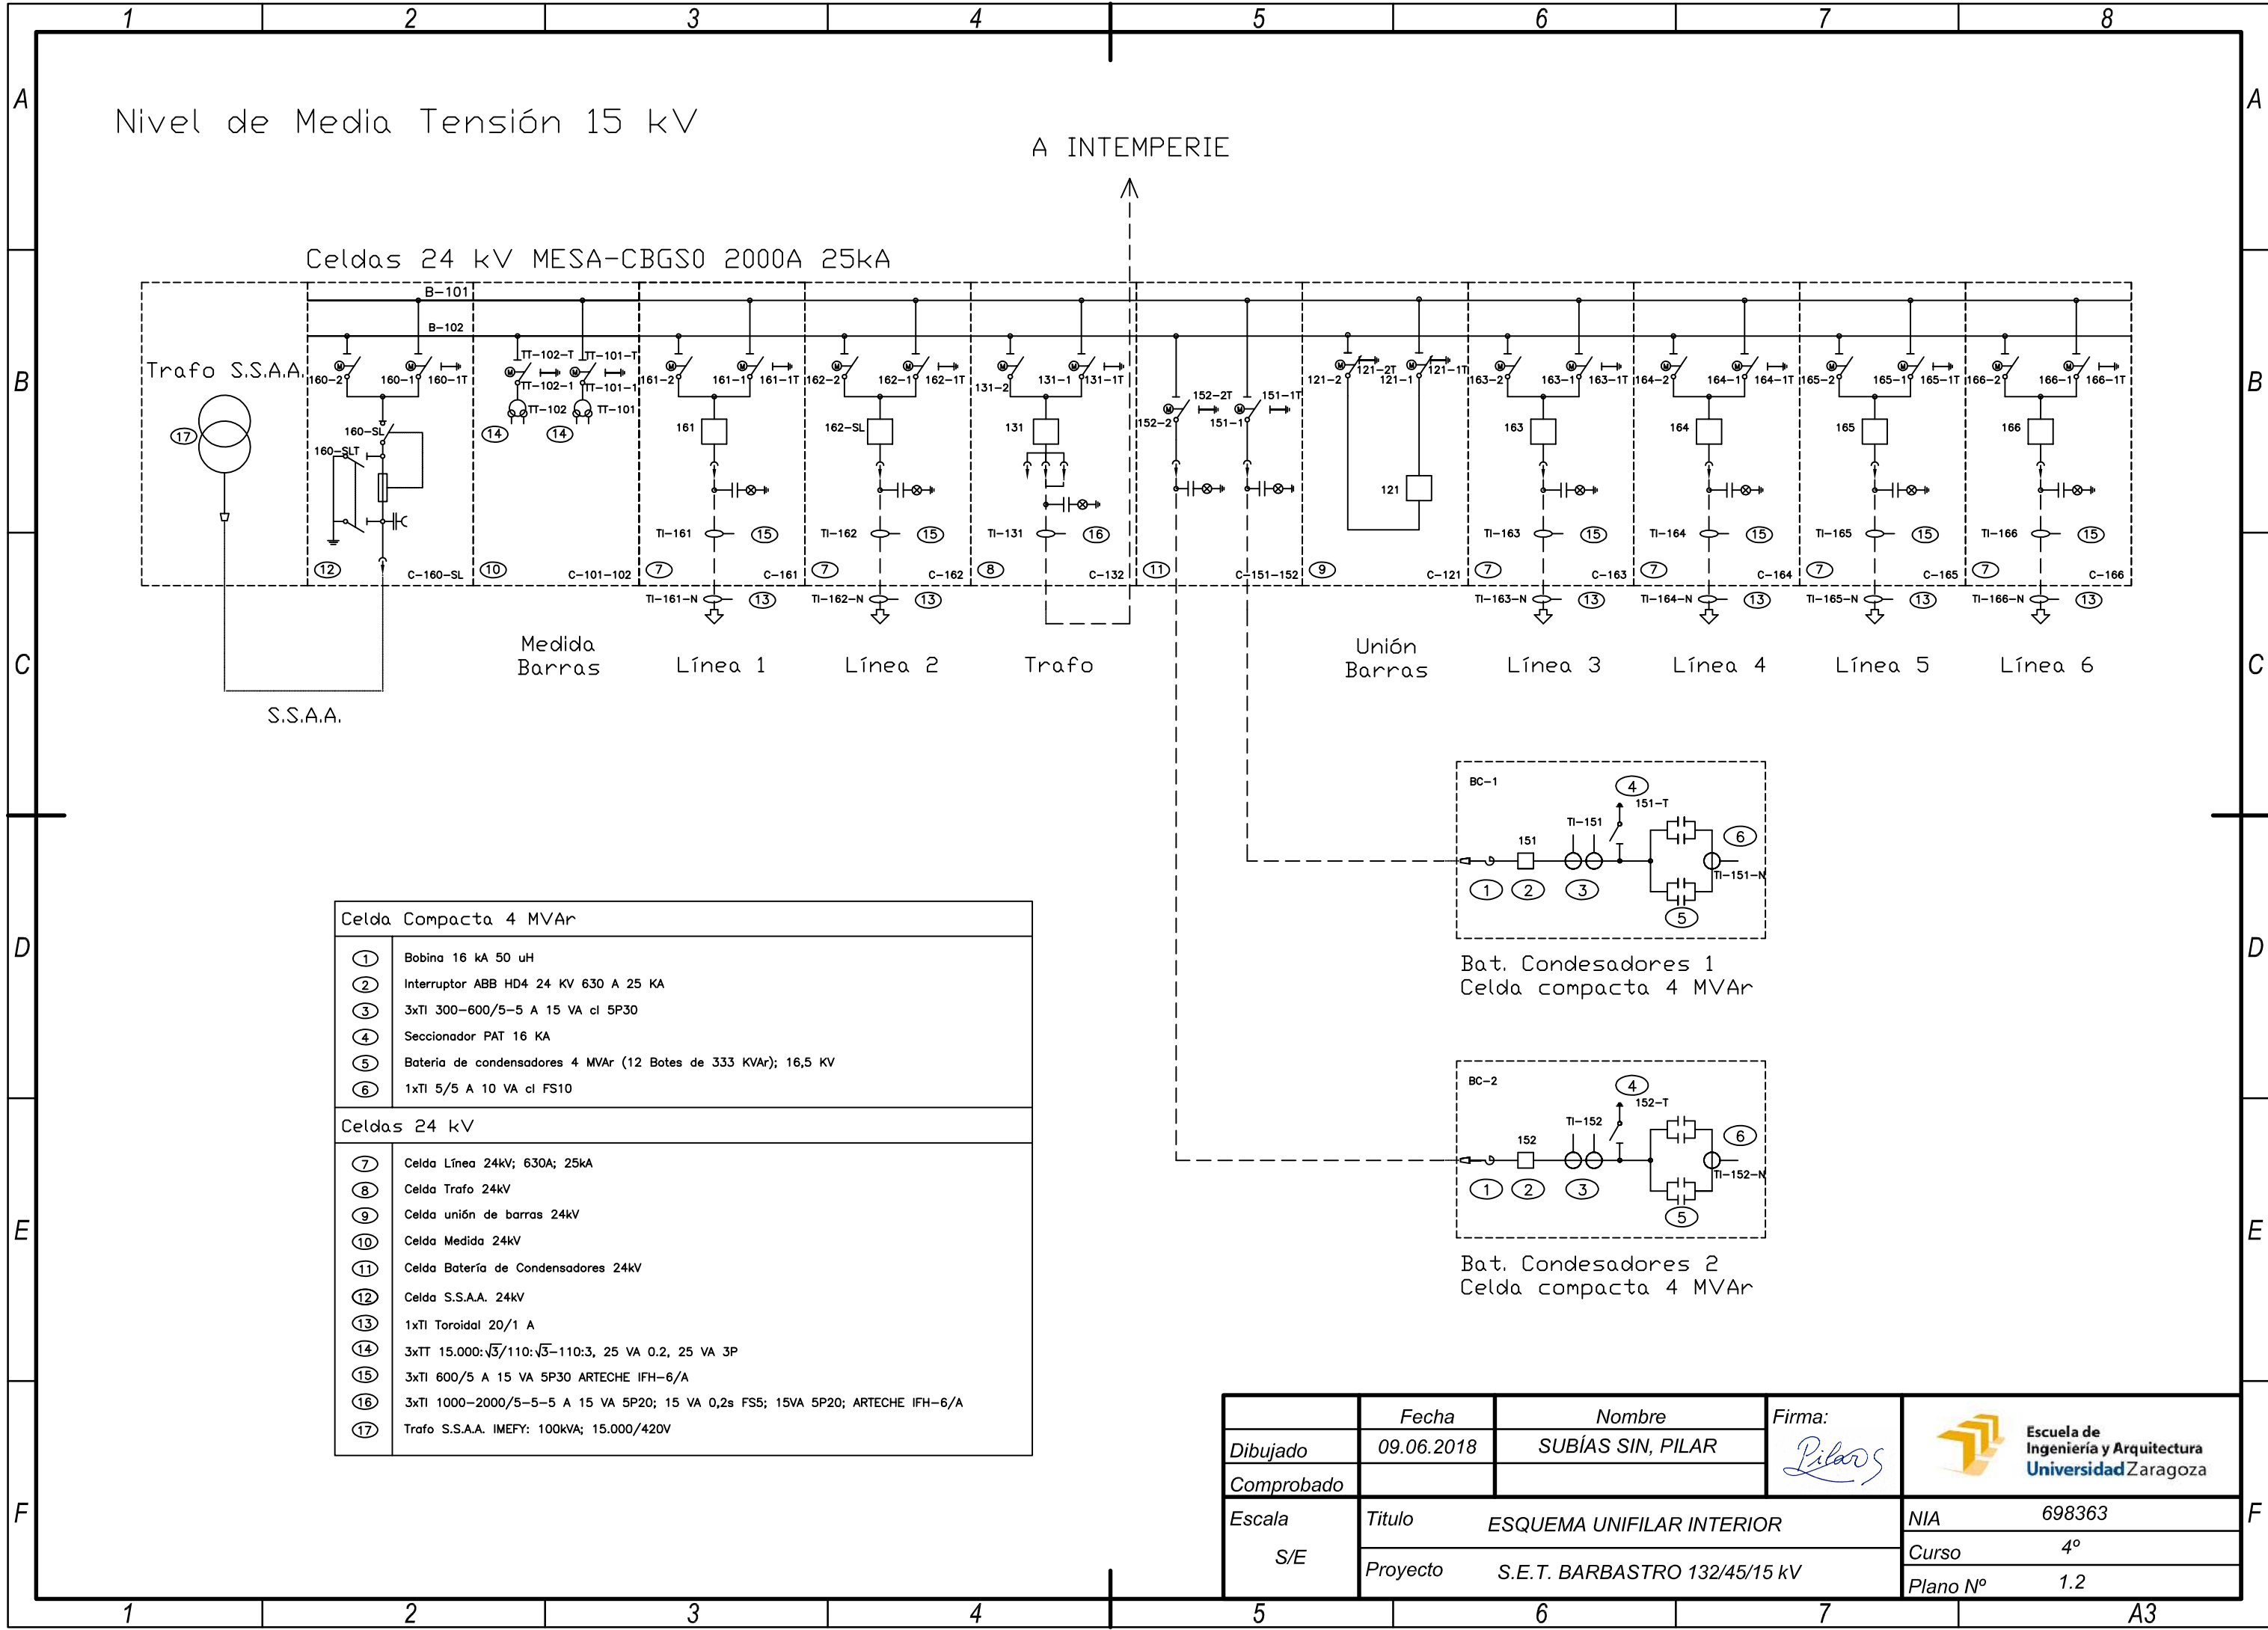 1 2 3 4 5 6 7 8
A A
Nivel de Media Tensión 15 kV
A INTEMPERIE
Celdas 24 kV MESA-CBGS0 2000A 25kA
B-101
B-102
B B
Trafo S.S.A.A.
17
160-2 160-1 160-1T
160-SL
160-SLT
12 C-160-SL
TT-102-T TT-101-T
TT-102-1 TT-101-1
TT-102 TT-101
14 14
10 C-101-102
161-2 161-1 161-1T
161
TI-161 15
7 C-161
TI-161-N 13
162-2 162-1 162-1T
162-SL
TI-162 15
7 C-162
TI-162-N 13
131-2 131-1 131-1T
131
TI-131 16
8 C-132
152-2T 151-1T
152-2 151-1
11 C-151-152
121-2 121-2T 121-1 121-1T
121
9 C-121
163-2 163-1 163-1T
163
TI-163 15
7 C-163
TI-163-N 13
164-2 164-1 164-1T
164
TI-164 15
7 C-164
TI-164-N 13
165-2 165-1 165-1T
165
TI-165 15
7 C-165
TI-165-N 13
166-2 166-1 166-1T
166
TI-166 15
7 C-166
TI-166-N 13
C C
Medida
Barras
Línea 1
Línea 2
Trafo
Unión
Barras
Línea 3
Línea 4
Línea 5
Línea 6
S.S.A.A.
BC-1
4
151-T
TI-151
151
6
TI-151-N
1 2 3
5
Bat. Condesadores 1
Celda compacta 4 MVAr
BC-2
4
152-T
TI-152
152
6
TI-152-N
1 2 3
5
Bat. Condesadores 2
Celda compacta 4 MVAr
D D
Celda Compacta 4 MVAr
1 Bobina 16 kA 50 uH
2 Interruptor ABB HD4 24 KV 630 A 25 KA
3 3xTI 300-600/5-5 A 15 VA cl 5P30
4 Seccionador PAT 16 KA
5 Bateria de condensadores 4 MVAr (12 Botes de 333 KVAr); 16,5 KV
6 1xTI 5/5 A 10 VA cl FS10
Celdas 24 kV
7 Celda Línea 24kV; 630A; 25kA
8 Celda Trafo 24kV
9 Celda unión de barras 24kV
10 Celda Medida 24kV
11 Celda Batería de Condensadores 24kV
12 Celda S.S.A.A. 24kV
13 1xTI Toroidal 20/1 A
14 3xTT 15.000:√3/110:√3-110:3, 25 VA 0.2, 25 VA 3P
15 3xTI 600/5 A 15 VA 5P30 ARTECHE IFH-6/A
16 3xTI 1000-2000/5-5-5 A 15 VA 5P20; 15 VA 0,2s FS5; 15VA 5P20; ARTECHE IFH-6/A
17 Trafo S.S.A.A. IMEFY: 100kVA; 15.000/420V
E E
F F
Fecha Nombre Firma:
Dibujado 09.06.2018 SUBÍAS SIN, PILAR
Pilar S
Comprobado
Escuela de
Ingeniería y Arquitectura
Universidad Zaragoza
Escala
S/E
Titulo ESQUEMA UNIFILAR INTERIOR
Proyecto S.E.T. BARBASTRO 132/45/15 kV
NIA 698363
Curso 4º
Plano Nº 1.2
1 2 3 4 5 6 7 A3